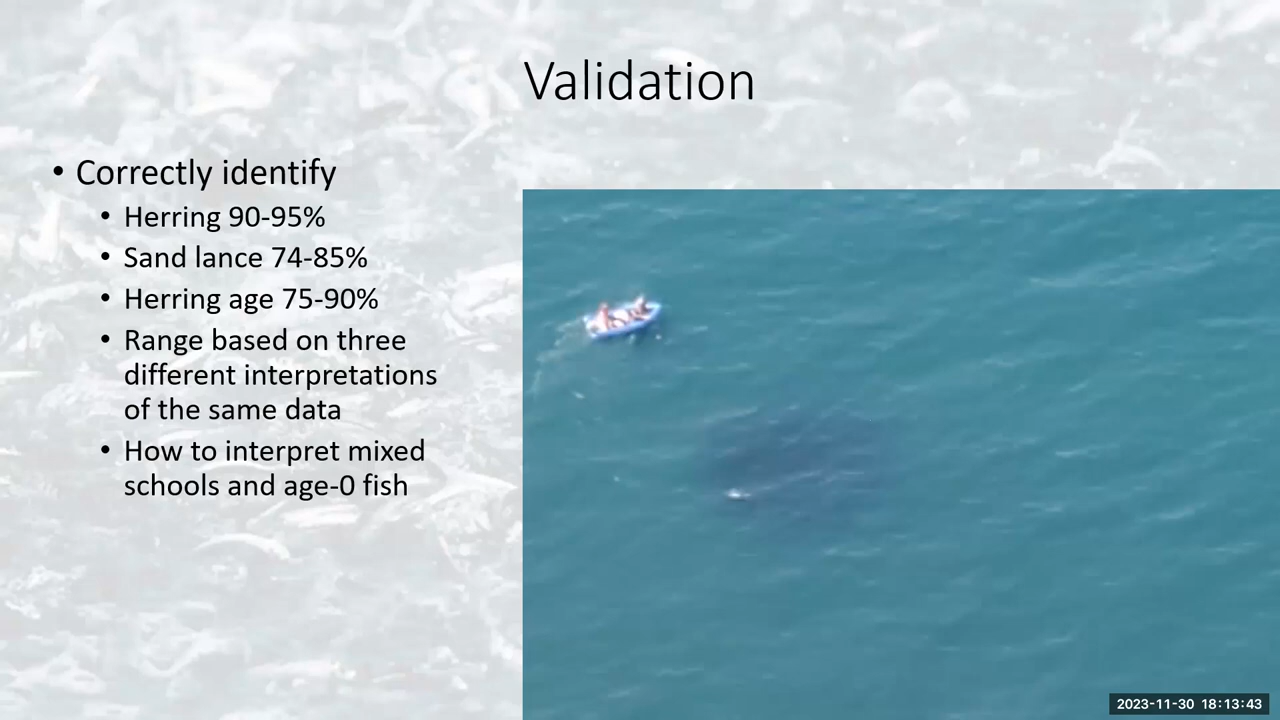 Validation
• Correctly identify
• Herring 90-95%
• Sand lance 74-85%
• Herring age 75-90%
• Range based on three
different interpretations
of the same data
• How to interpret mixed
schools and age-0 fish
2023-11-30 18:13:43